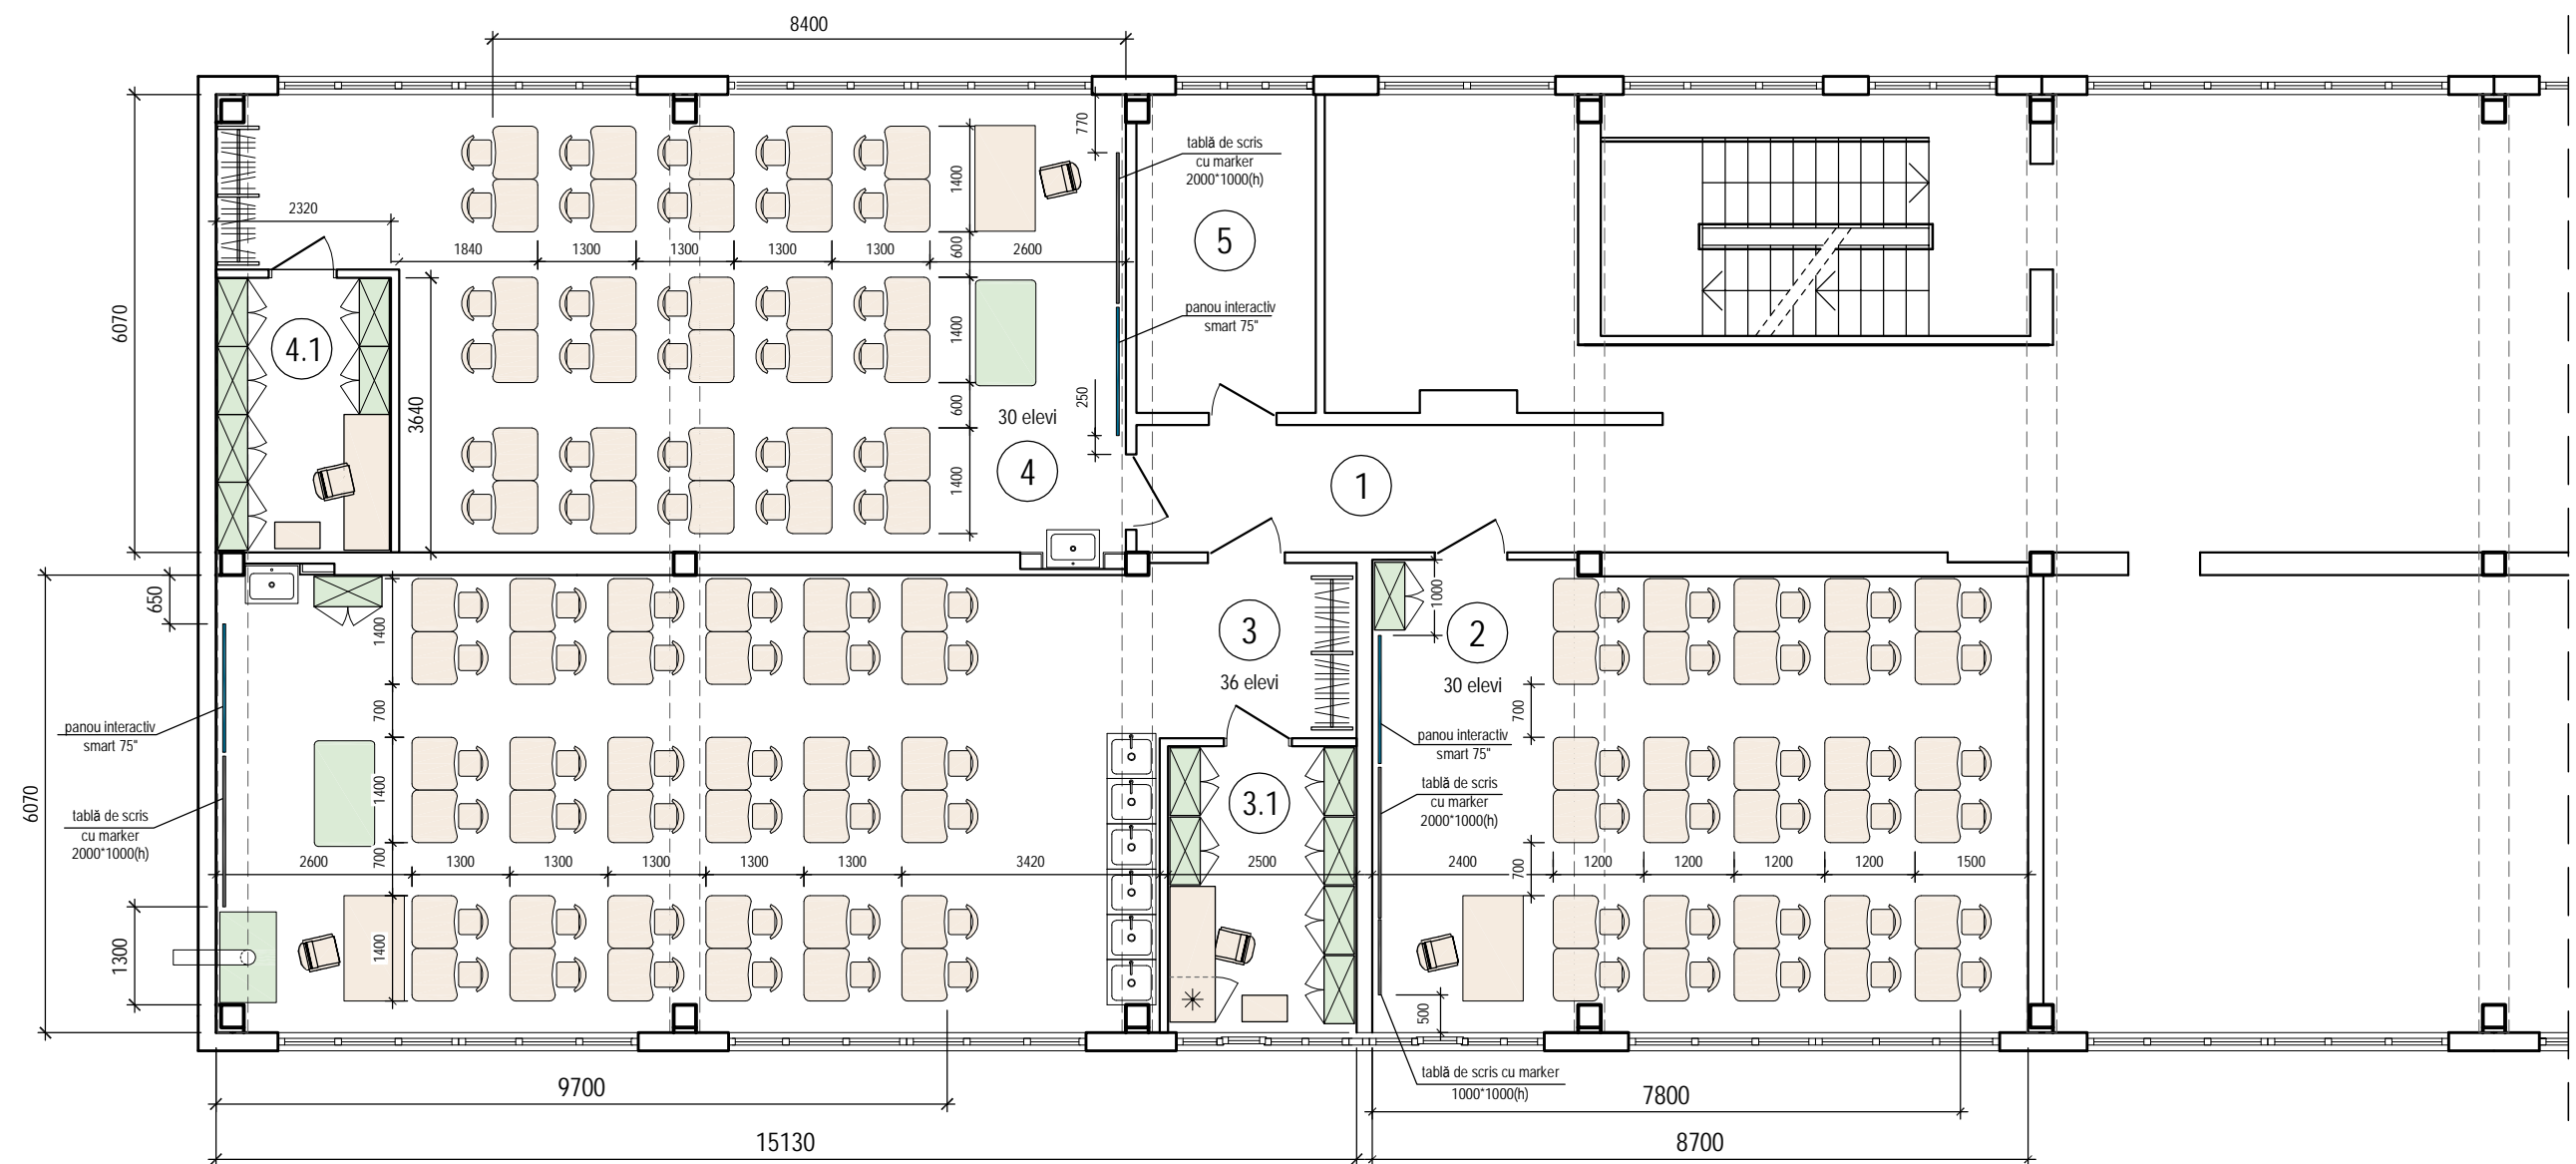 8400
770
tablă de scris
cu marker
2000*1000(h)
1400
2320
5
1840
1300
1300
1300
1300
600
2600
6070
4.1
panou interactiv
smart 75"
1400
3640
600
250
30 elevi
4
1400
1
650
1400
3
36 elevi
1000
2
30 elevi
700
700
panou interactiv
smart 75"
panou interactiv
smart 75"
1400
3.1
tablă de scris
cu marker
2000*1000(h)
6070
tablă de scris
cu marker
2000*1000(h)
2600
700
1300
1300
1300
1300
1300
3420
2500
2400
700
1200
1200
1200
1200
1500
1300
1400
500
tablă de scris cu marker
1000*1000(h)
9700
7800
15130
8700